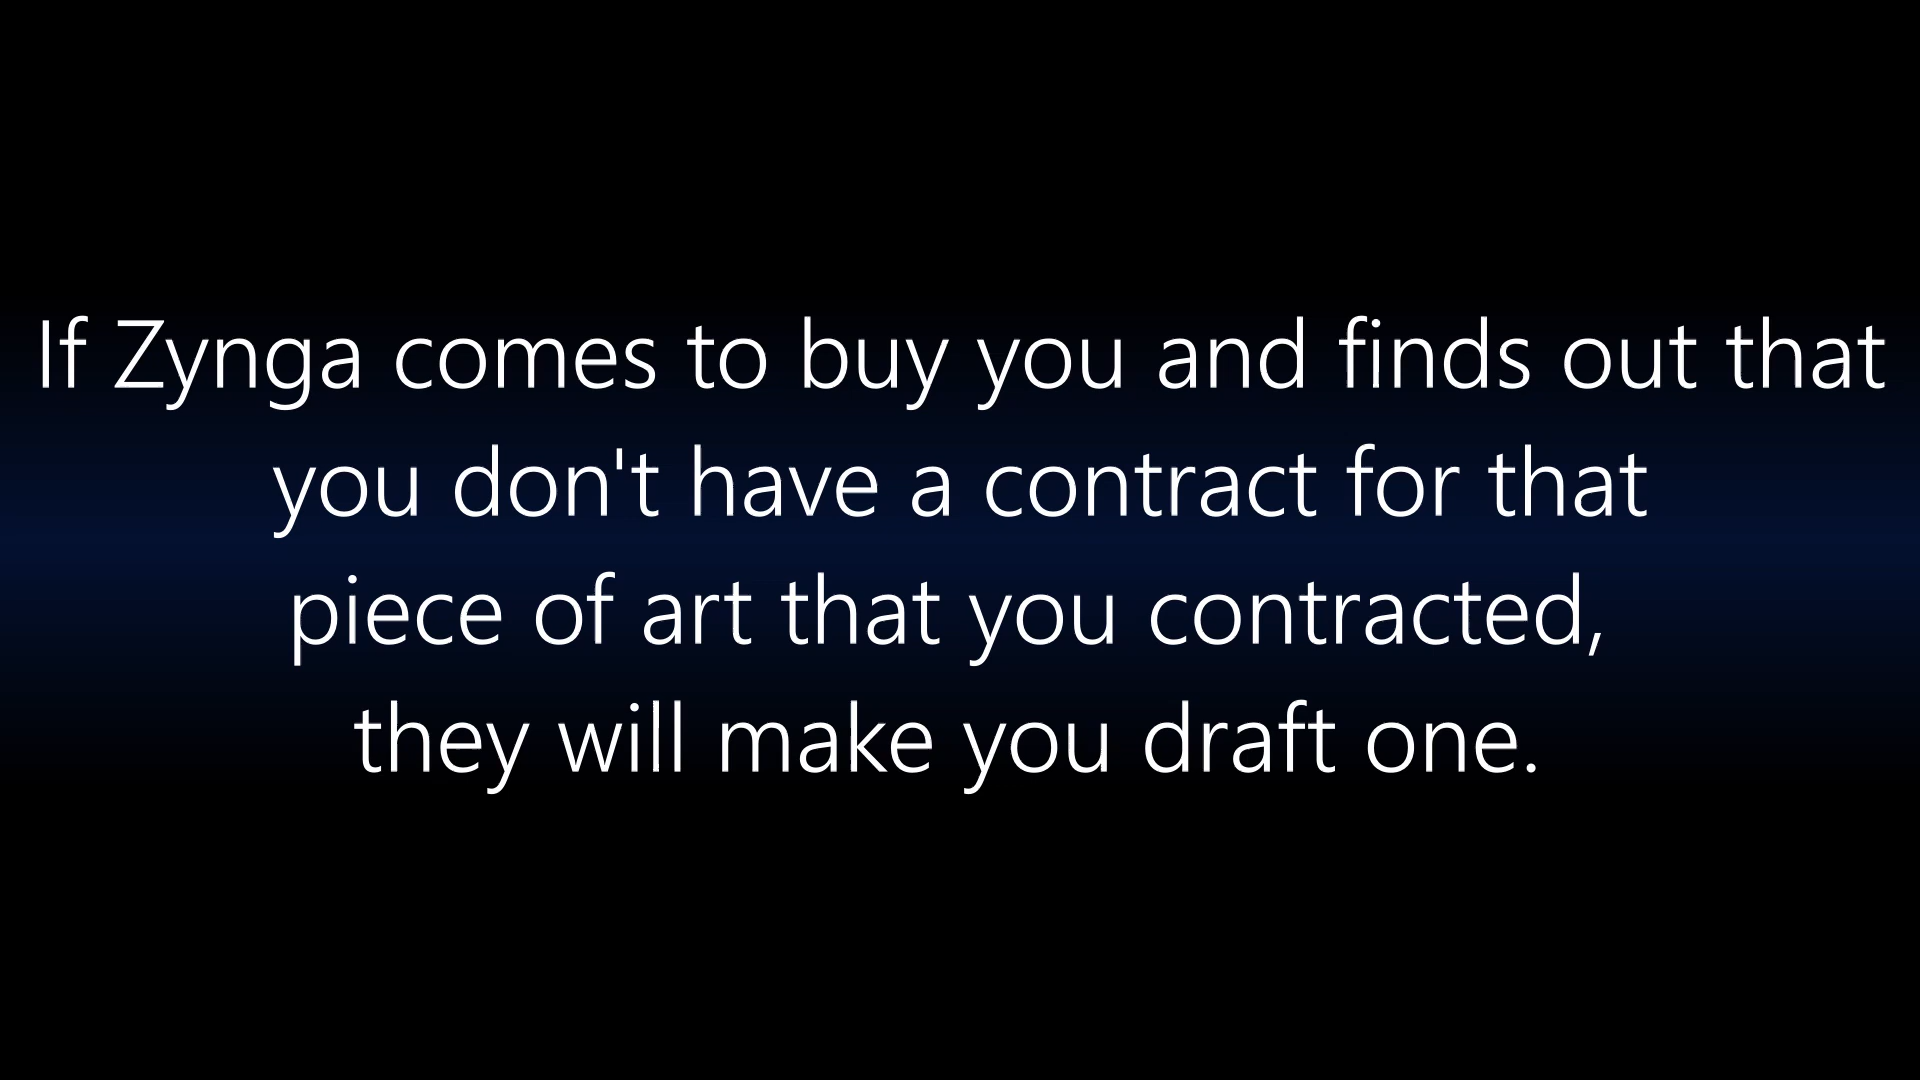 If Zynga comes to buy you and finds out that
you don't have a contract for that
piece of art that you contracted,
they will make you draft one.